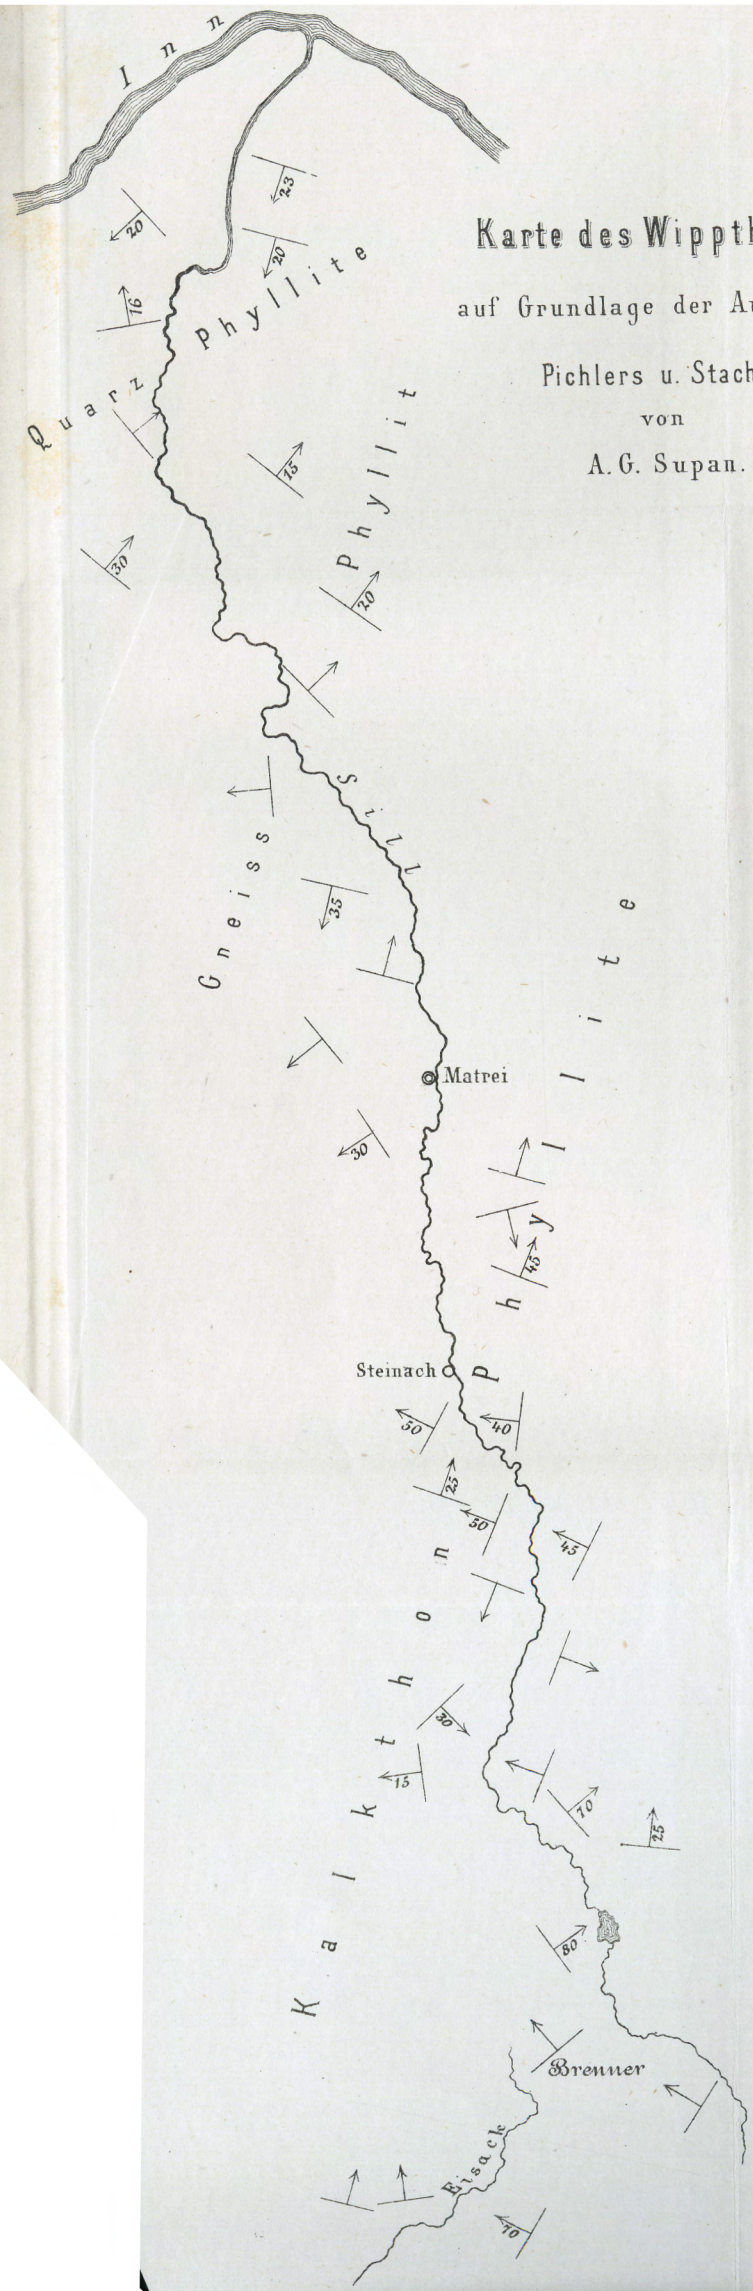 Inn
Karte des Wippth
auf Grundlage der Au
Pichlers u. Stach
von
A. G. Supan.
23
20
20
16
Quarz Phyllite
15
Phyllit
30
20
Sill
Gneiss
35
Matrei
30
Phyllite
45
Steinach
50
40
25
50
45
Kalkthon
30
15
70
25
80
Brenner
Eisack
70